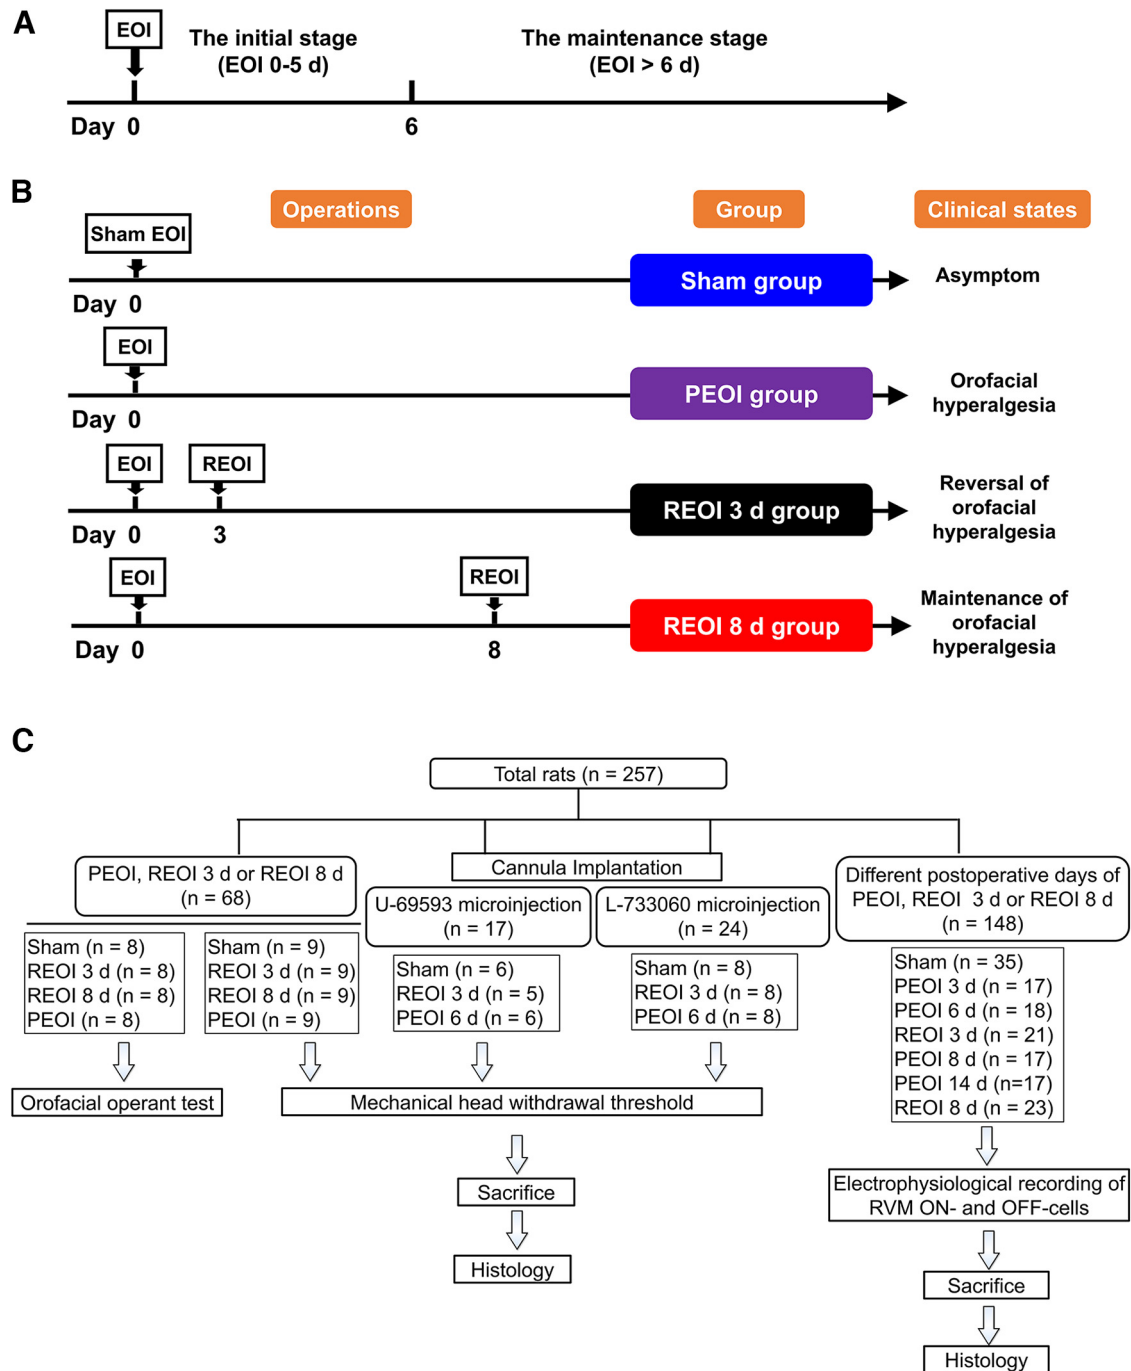 A
EOI
The initial stage
(EOI 0-5 d)
The maintenance stage
(EOI > 6 d)
Day 0
6
B
Operations
Group
Clinical states
Sham EOI
Day 0
Sham group
Asymptom
EOI
Day 0
PEOI group
Orofacial
hyperalgesia
EOI
REOI
Day 0
3
REOI 3 d group
Reversal of
orofacial
hyperalgesia
EOI
REOI
Day 0
8
REOI 8 d group
Maintenance of
orofacial
hyperalgesia
C
Total rats (n = 257)
PEOI, REOI 3 d or REOI 8 d
(n = 68)
Cannula Implantation
U-69593 microinjection
(n = 17)
L-733060 microinjection
(n = 24)
Different postoperative days of
PEOI, REOI 3 d or REOI 8 d
(n = 148)
Sham (n = 8)
REOI 3 d (n = 8)
REOI 8 d (n = 8)
PEOI (n = 8)
Sham (n = 9)
REOI 3 d (n = 9)
REOI 8 d (n = 9)
PEOI (n = 9)
Sham (n = 6)
REOI 3 d (n = 5)
PEOI 6 d (n = 6)
Sham (n = 8)
REOI 3 d (n = 8)
PEOI 6 d (n = 8)
Sham (n = 35)
PEOI 3 d (n = 17)
PEOI 6 d (n = 18)
REOI 3 d (n = 21)
PEOI 8 d (n = 17)
PEOI 14 d (n=17)
REOI 8 d (n = 23)
Orofacial operant test
Mechanical head withdrawal threshold
Sacrifice
Histology
Electrophysiological recording of
RVM ON- and OFF-cells
Sacrifice
Histology